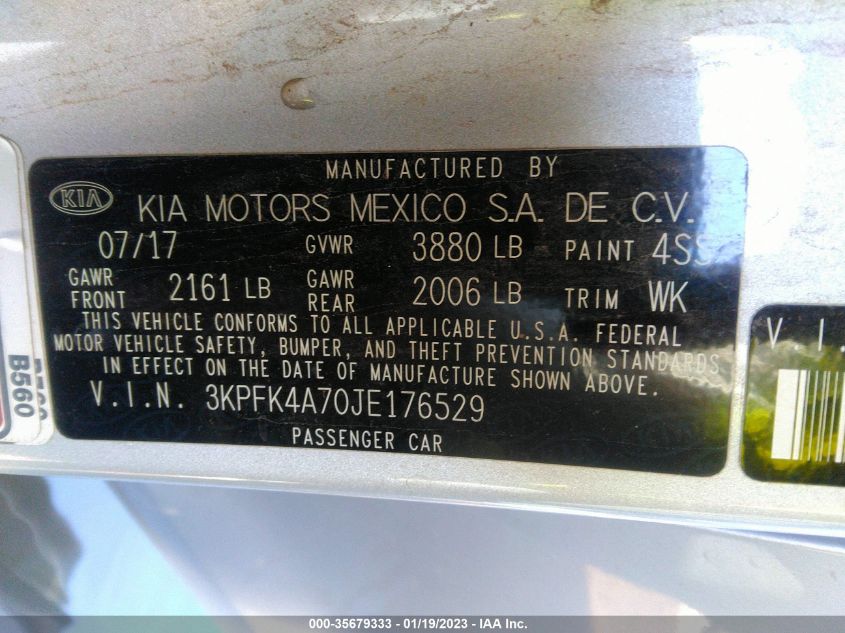 MANUFACTURED BY
KIA KIA MOTORS MEXICO S.A. DE C.V.
07/17 GVWR 3880 LB PAINT 4SS
GAWR FRONT 2161 LB GAWR REAR 2006 LB TRIM WK
THIS VEHICLE CONFORMS TO ALL APPLICABLE U.S.A. FEDERAL
MOTOR VEHICLE SAFETY, BUMPER, AND THEFT PREVENTION STANDARDS
IN EFFECT ON THE DATE OF MANUFACTURE SHOWN ABOVE.
V.I.N. 3KPFK4A70JE176529
PASSENGER CAR
B560
V I.
000-35679333 - 01/19/2023 - IAA Inc.